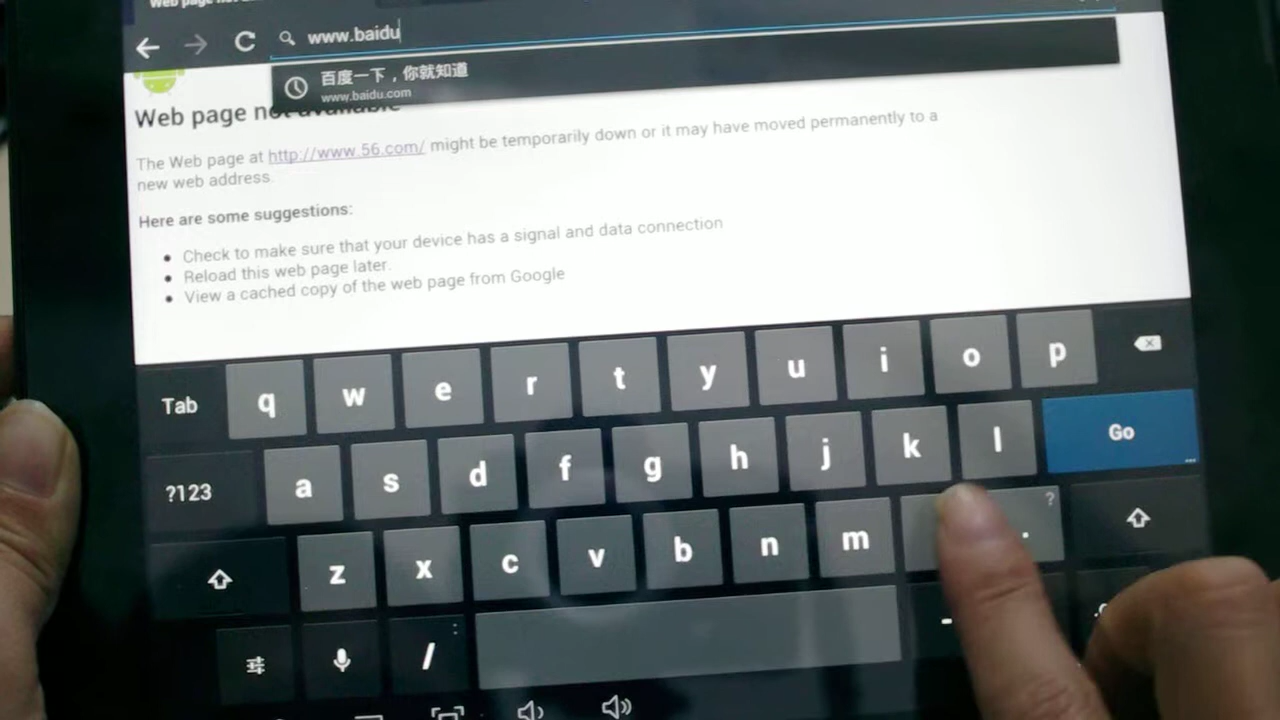 www.baidu
百度一下，你就知道
www.baidu.com
Web page not available
The Web page at http://www.56.com/ might be temporarily down or it may have moved permanently to a
new web address.
Here are some suggestions:
Check to make sure that your device has a signal and data connection
Reload this web page later.
View a cached copy of the web page from Google
Tab q w e r t y u i o p
?123 a s d f g h j k l Go ...
z x c v b n m ? .
/ : -